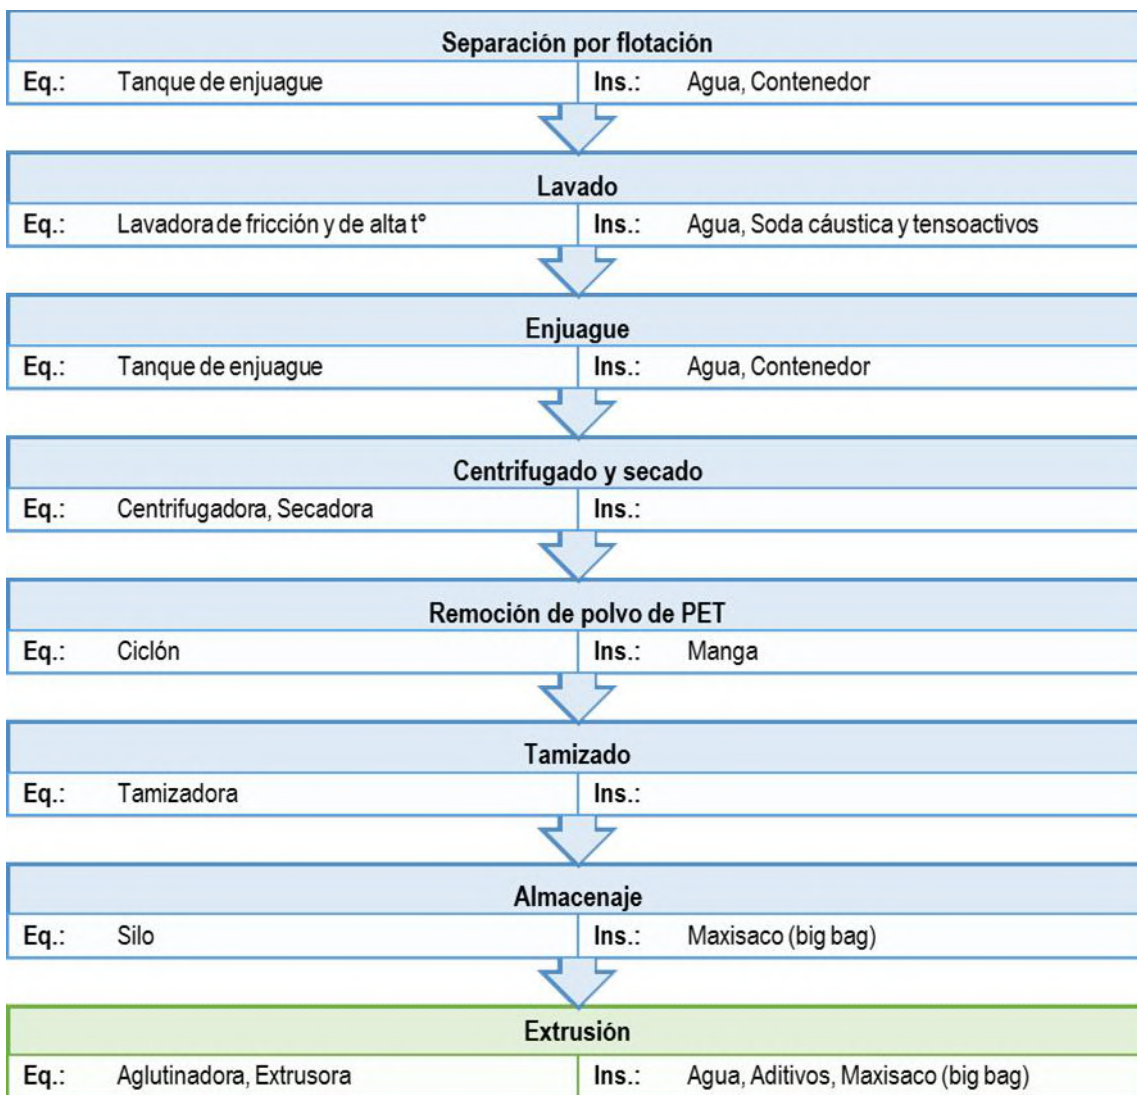 Separación por flotación
Eq.: Tanque de enjuague Ins.: Agua, Contenedor
Lavado
Eq.: Lavadora de fricción y de alta t° Ins.: Agua, Soda cáustica y tensoactivos
Enjuague
Eq.: Tanque de enjuague Ins.: Agua, Contenedor
Centrifugado y secado
Eq.: Centrifugadora, Secadora Ins.:
Remoción de polvo de PET
Eq.: Ciclón Ins.: Manga
Tamizado
Eq.: Tamizadora Ins.:
Almacenaje
Eq.: Silo Ins.: Maxisaco (big bag)
Extrusión
Eq.: Aglutinadora, Extrusora Ins.: Agua, Aditivos, Maxisaco (big bag)